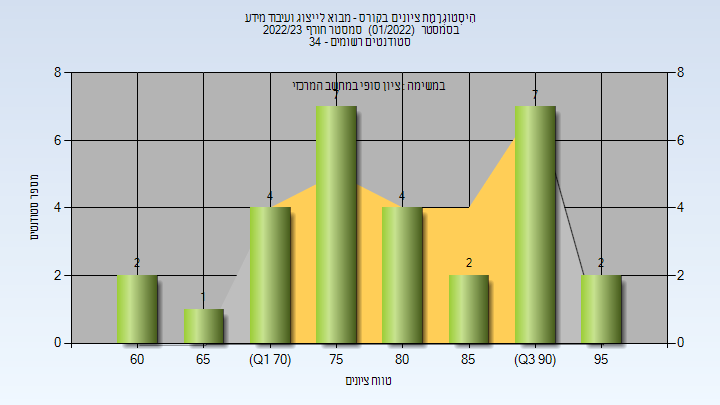 היסטוגרמת ציונים בקורס - מבוא לייצוג ועיבוד מידע
בסמסטר (01/2022) סמסטר חורף 2022/23
סטודנטים רשומים - 34
במשימה : ציון סופי במחשב המרכזי
8 8
7 7
6 6
4 4 4 4
2 2 2 2 2
1
0 0
מספר סטודנטים
60 65 (Q1 70) 75 80 85 (Q3 90) 95
טווח ציונים